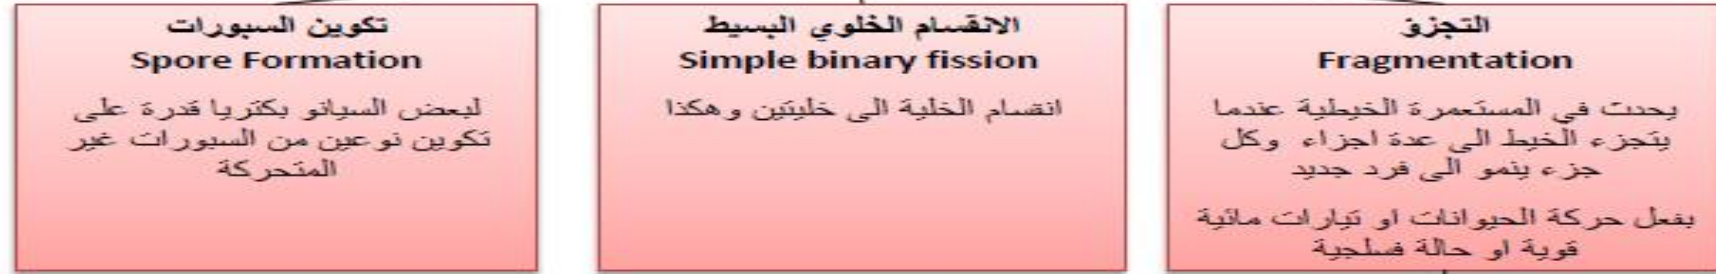 التجزؤ
Fragmentation
يحدث في المستعمرة الخيطية عندما
يتجزء الخيط الى عدة اجزاء وكل
جزء ينمو الى فرد جديد
بفعل حركة الحيوانات او تيارات مائية
قوية او حالة فسلجية
الانقسام الخلوي البسيط
Simple binary fission
انقسام الخلية الى خليتين وهكذا
تكوين السبورات
Spore Formation
لبعض السيانو بكتريا قدرة على
تكوين نوعين من السبورات غير
المتحركة